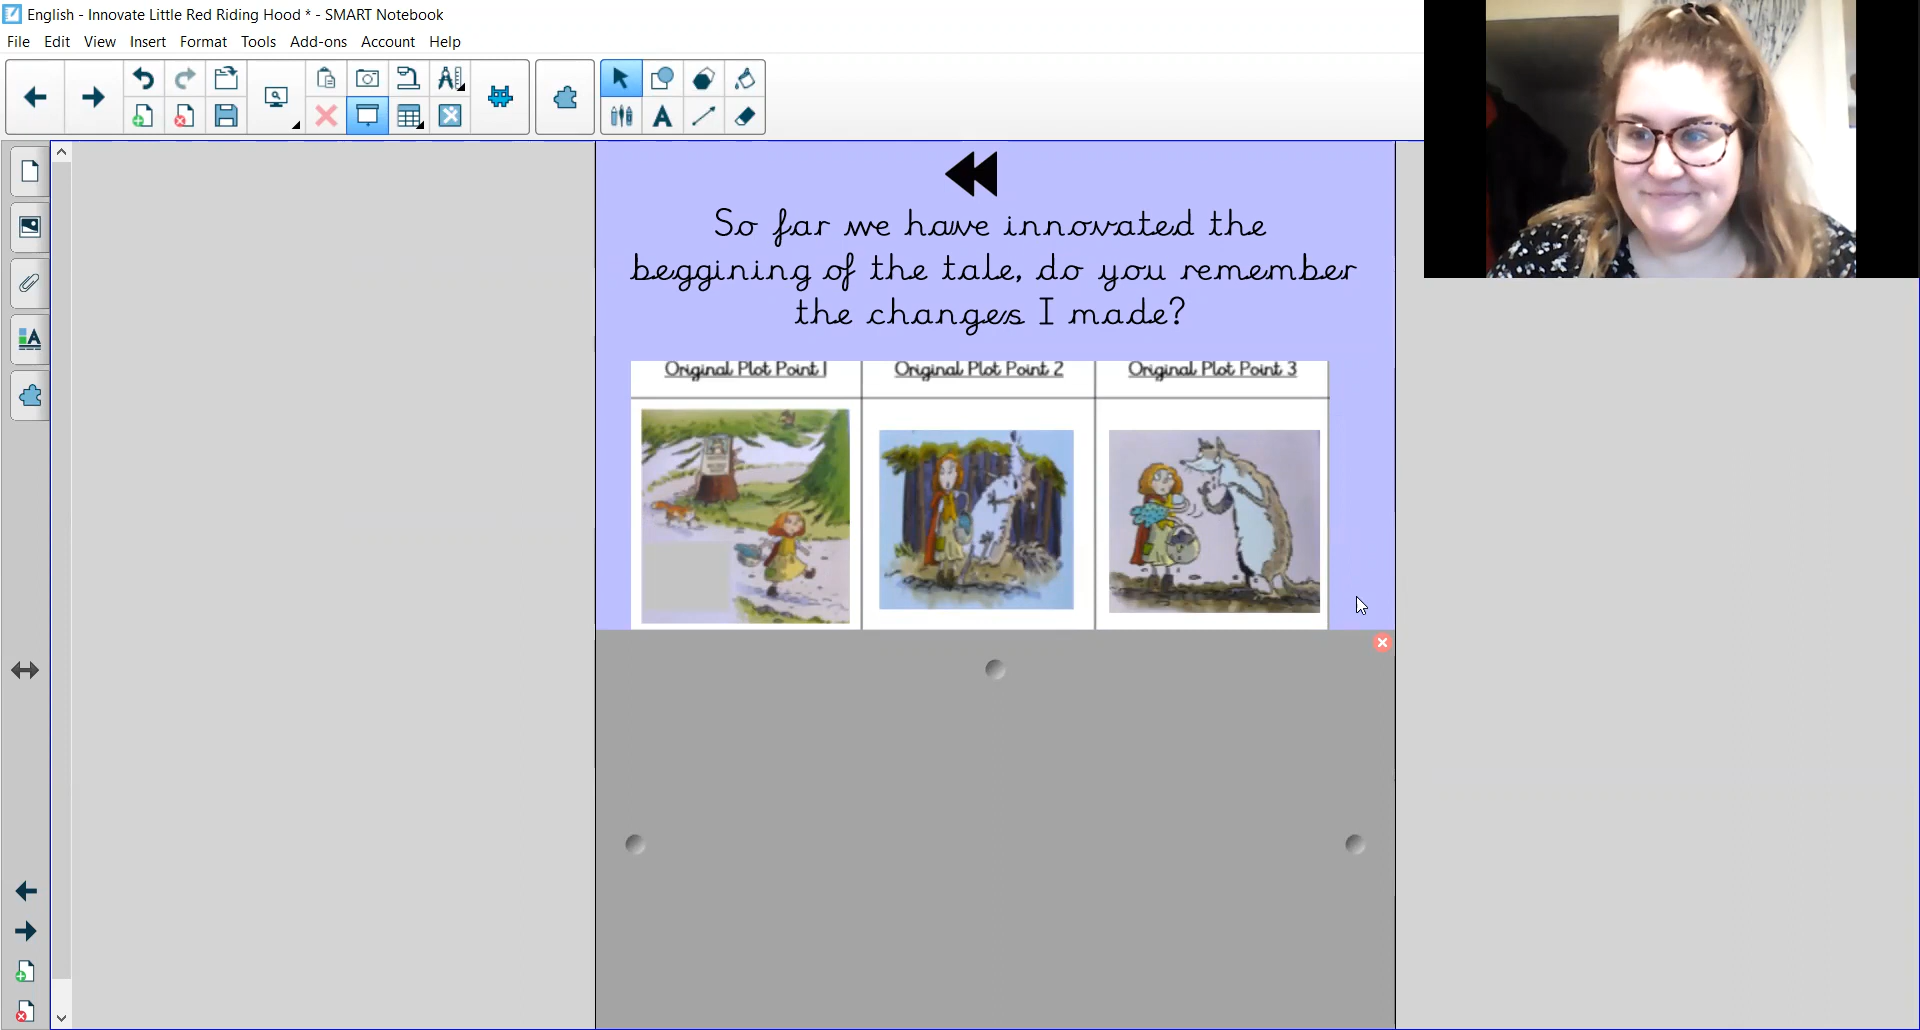 English - Innovate Little Red Riding Hood * - SMART Notebook
File Edit View Insert Format Tools Add-ons Account Help
So far we have innovated the
beggining of the tale, do you remember
the changes I made?
Original Plot Point 1 Original Plot Point 2 Original Plot Point 3